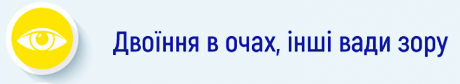 Двоїння в очах, інші вади зору